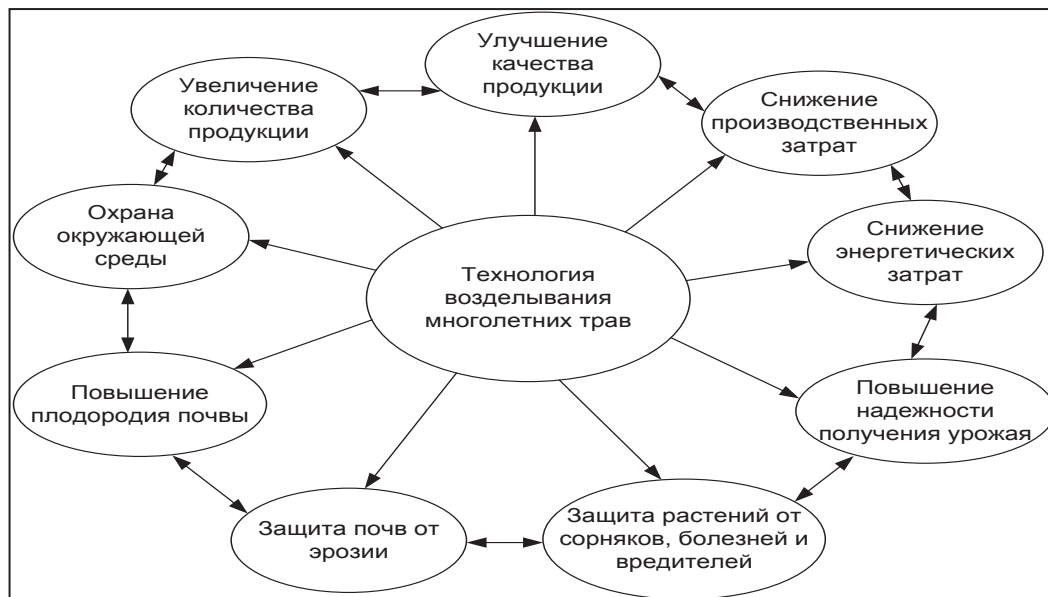 Улучшение
качества
продукции
Увеличение
количества
продукции
Снижение
производственных
затрат
Охрана
окружающей
среды
Снижение
энергетических
затрат
Технология
возделывания
многолетних трав
Повышение
плодородия почвы
Повышение
надежности
получения урожая
Защита почв от
эрозии
Защита растений от
сорняков, болезней и
вредителей